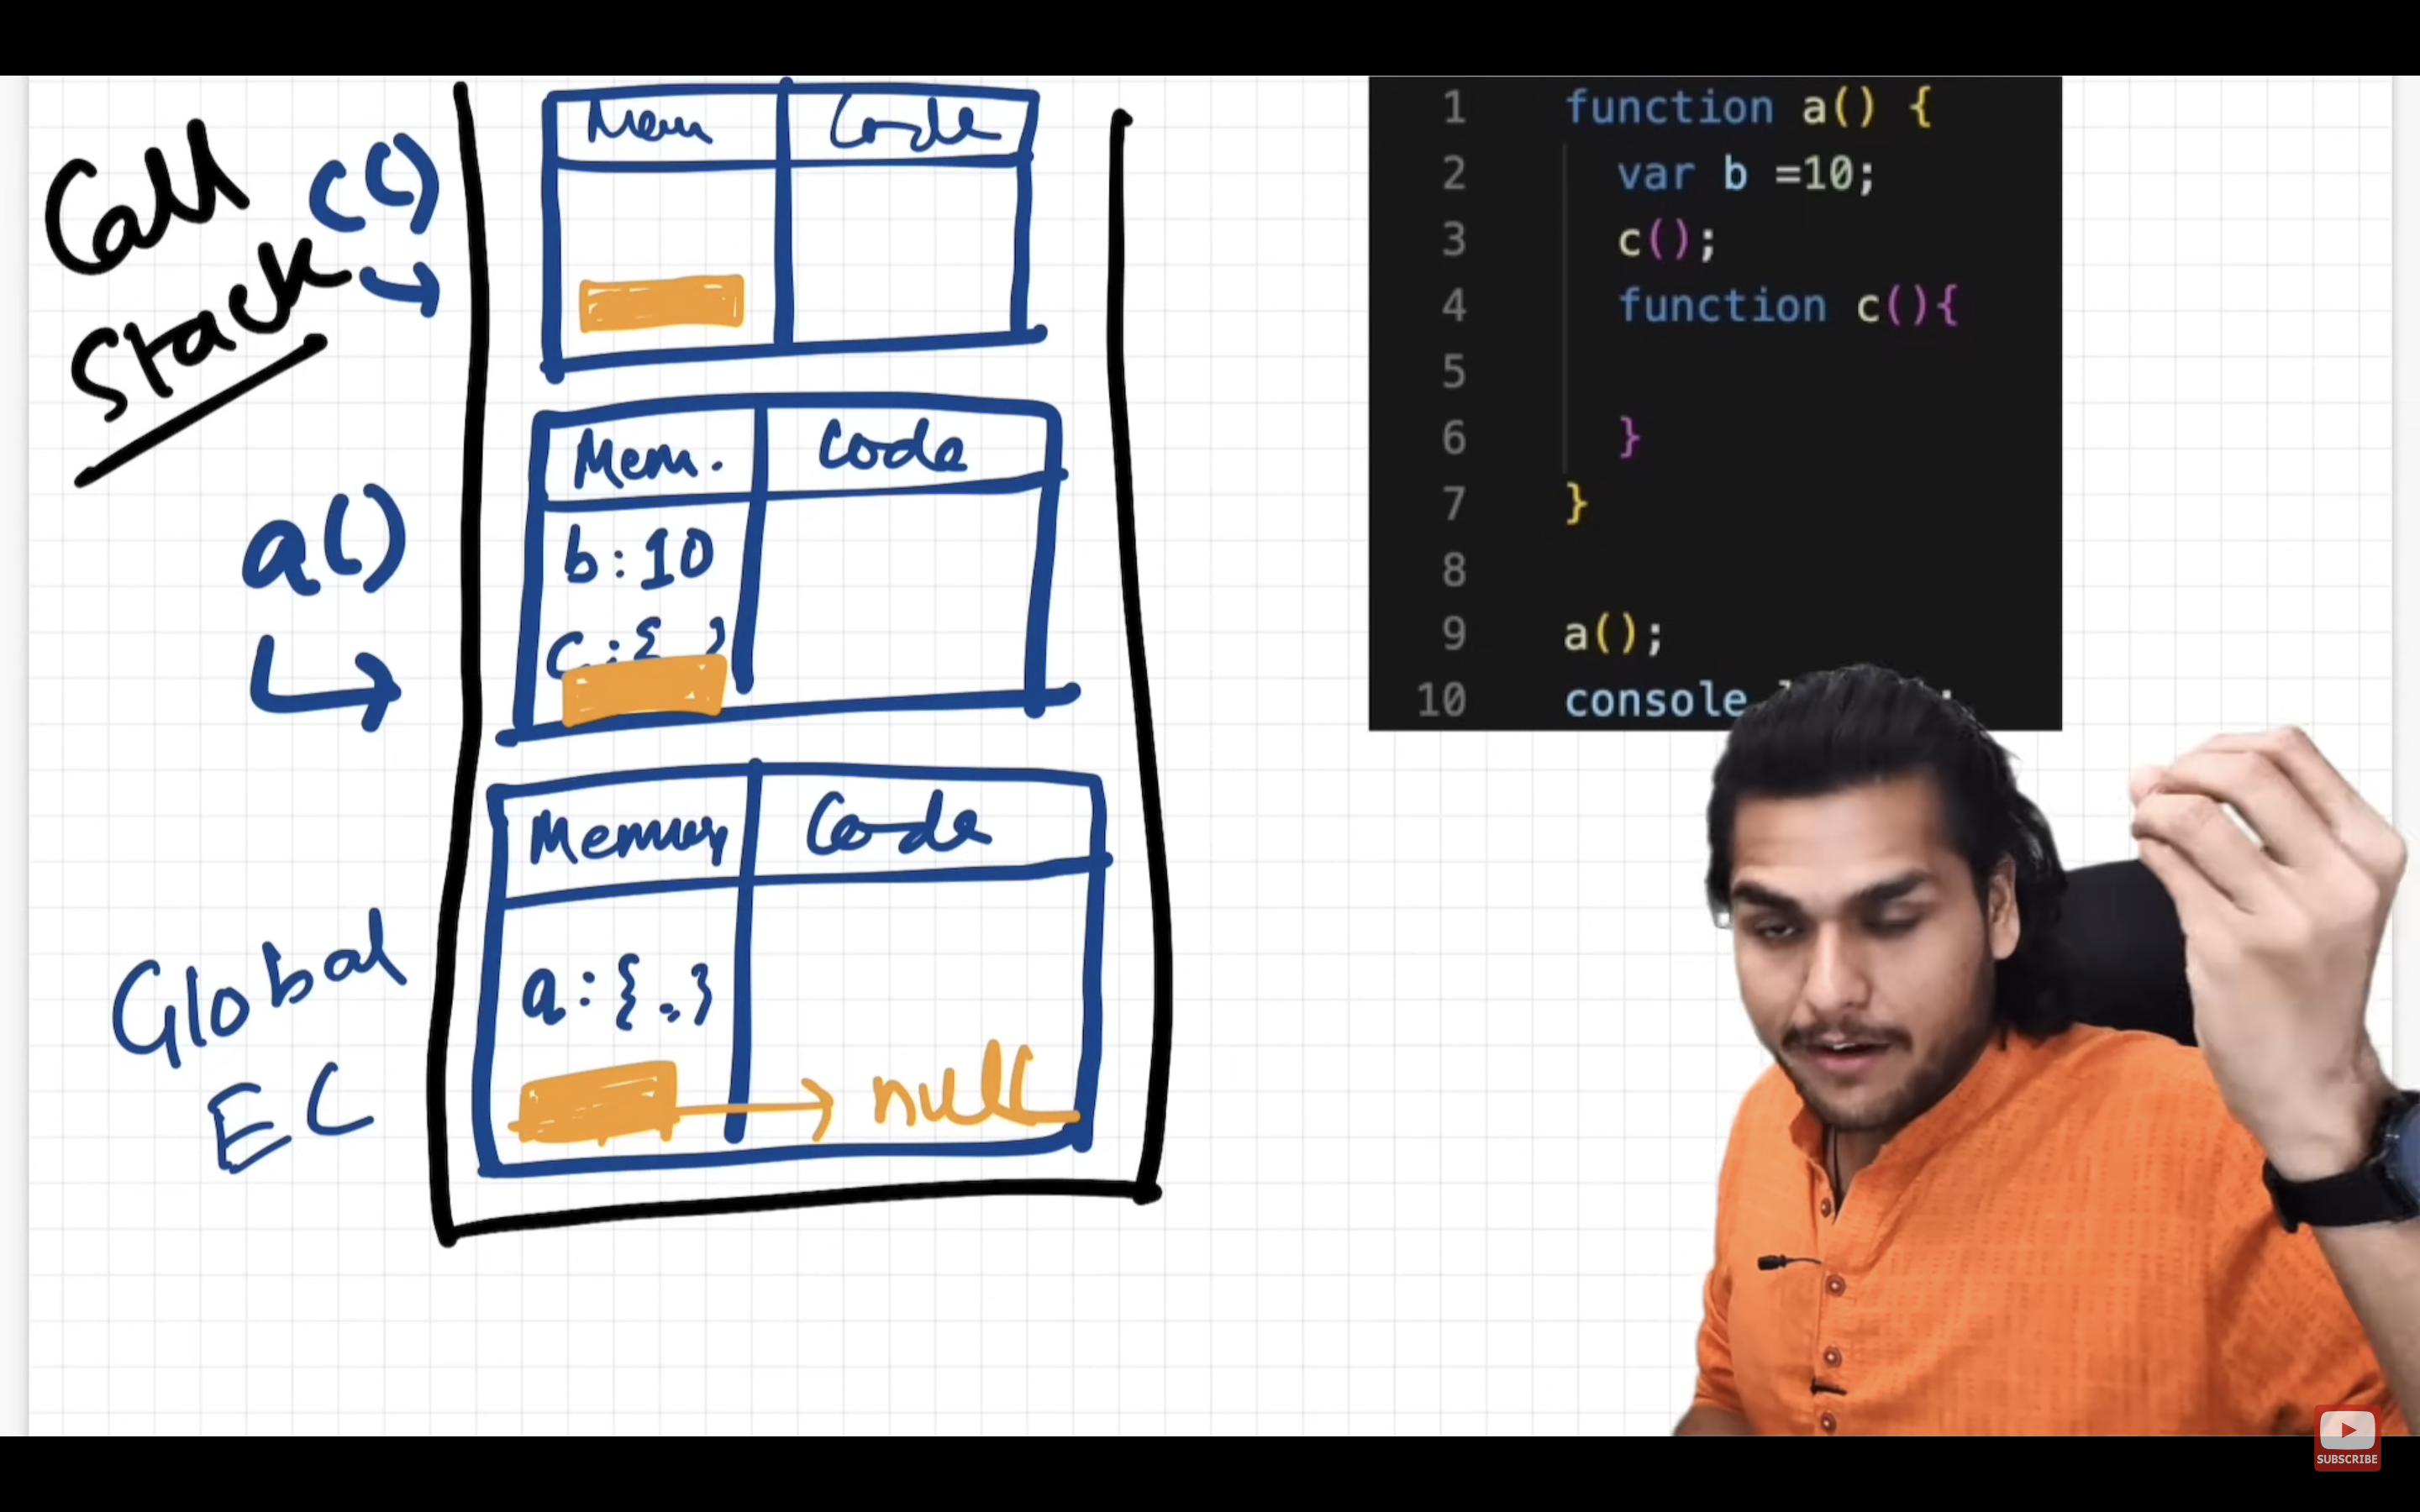 Call
Stack
c()
Mem
Code
a()
Mem.
Code
b:10
c:{
Global
EC
Memory
Code
a:{..}
null
1 function a() {
2 var b =10;
3 c();
4 function c(){
5
6 }
7 }
8
9 a();
10 console
SUBSCRIBE